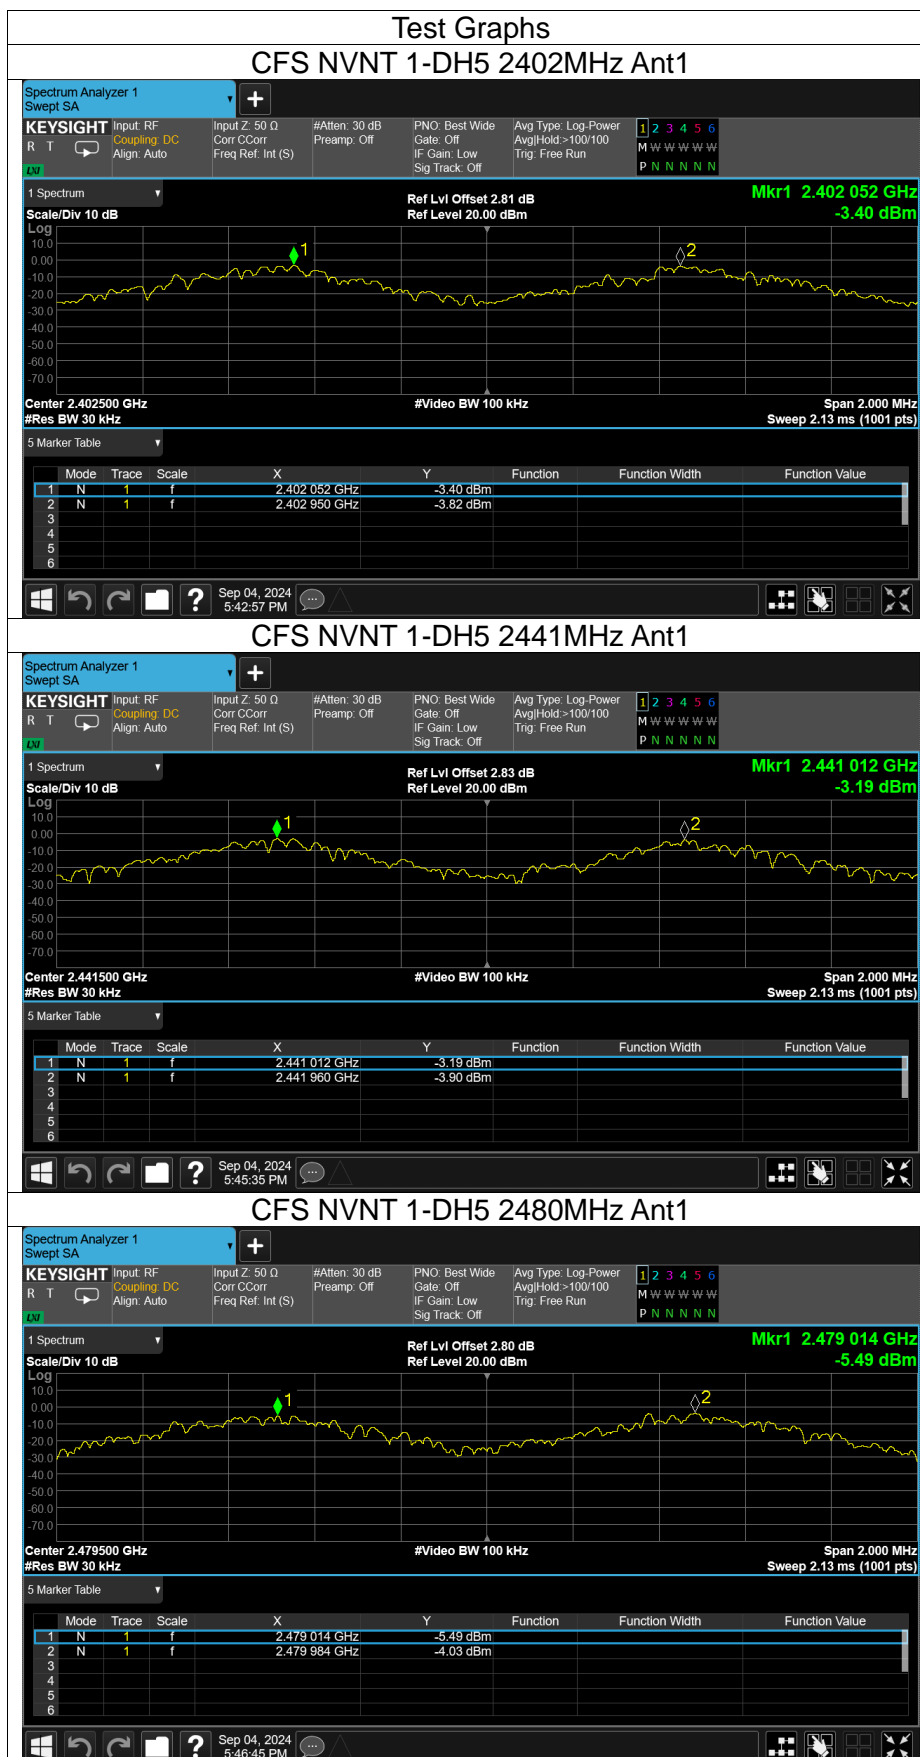 Test Graphs
CFS NVNT 1-DH5 2402MHz Ant1
Spectrum Analyzer 1
Swept SA
KEYSIGHT Input: RF Input Z: 50 Ω #Atten: 30 dB PNO: Best Wide Avg Type: Log-Power 1 2 3 4 5 6
R T Coupling: DC Corr CCorr Preamp: Off Gate: Off Avg|Hold:>100/100 M W W W W W
Align: Auto Freq Ref: Int (S) IF Gain: Low Trig: Free Run
LXI Sig Track: Off P N N N N N
1 Spectrum Ref Lvl Offset 2.81 dB Mkr1 2.402 052 GHz
Scale/Div 10 dB Ref Level 20.00 dBm -3.40 dBm
Log
10.0
0.00
-10.0
-20.0
-30.0
-40.0
-50.0
-60.0
-70.0
1
2
Center 2.402500 GHz #Video BW 100 kHz Span 2.000 MHz
#Res BW 30 kHz Sweep 2.13 ms (1001 pts)
5 Marker Table
Mode Trace Scale X Y Function Function Width Function Value
1 N 1 f 2.402 052 GHz -3.40 dBm
2 N 1 f 2.402 950 GHz -3.82 dBm
3
4
5
6
? Sep 04, 2024
5:42:57 PM
CFS NVNT 1-DH5 2441MHz Ant1
Spectrum Analyzer 1
Swept SA
KEYSIGHT Input: RF Input Z: 50 Ω #Atten: 30 dB PNO: Best Wide Avg Type: Log-Power 1 2 3 4 5 6
R T Coupling: DC Corr CCorr Preamp: Off Gate: Off Avg|Hold:>100/100 M W W W W W
Align: Auto Freq Ref: Int (S) IF Gain: Low Trig: Free Run
LXI Sig Track: Off P N N N N N
1 Spectrum Ref Lvl Offset 2.83 dB Mkr1 2.441 012 GHz
Scale/Div 10 dB Ref Level 20.00 dBm -3.19 dBm
Log
10.0
0.00
-10.0
-20.0
-30.0
-40.0
-50.0
-60.0
-70.0
1
2
Center 2.441500 GHz #Video BW 100 kHz Span 2.000 MHz
#Res BW 30 kHz Sweep 2.13 ms (1001 pts)
5 Marker Table
Mode Trace Scale X Y Function Function Width Function Value
1 N 1 f 2.441 012 GHz -3.19 dBm
2 N 1 f 2.441 960 GHz -3.90 dBm
3
4
5
6
? Sep 04, 2024
5:45:35 PM
CFS NVNT 1-DH5 2480MHz Ant1
Spectrum Analyzer 1
Swept SA
KEYSIGHT Input: RF Input Z: 50 Ω #Atten: 30 dB PNO: Best Wide Avg Type: Log-Power 1 2 3 4 5 6
R T Coupling: DC Corr CCorr Preamp: Off Gate: Off Avg|Hold:>100/100 M W W W W W
Align: Auto Freq Ref: Int (S) IF Gain: Low Trig: Free Run
LXI Sig Track: Off P N N N N N
1 Spectrum Ref Lvl Offset 2.80 dB Mkr1 2.479 014 GHz
Scale/Div 10 dB Ref Level 20.00 dBm -5.49 dBm
Log
10.0
0.00
-10.0
-20.0
-30.0
-40.0
-50.0
-60.0
-70.0
1
2
Center 2.479500 GHz #Video BW 100 kHz Span 2.000 MHz
#Res BW 30 kHz Sweep 2.13 ms (1001 pts)
5 Marker Table
Mode Trace Scale X Y Function Function Width Function Value
1 N 1 f 2.479 014 GHz -5.49 dBm
2 N 1 f 2.479 984 GHz -4.03 dBm
3
4
5
6
? Sep 04, 2024
5:46:45 PM